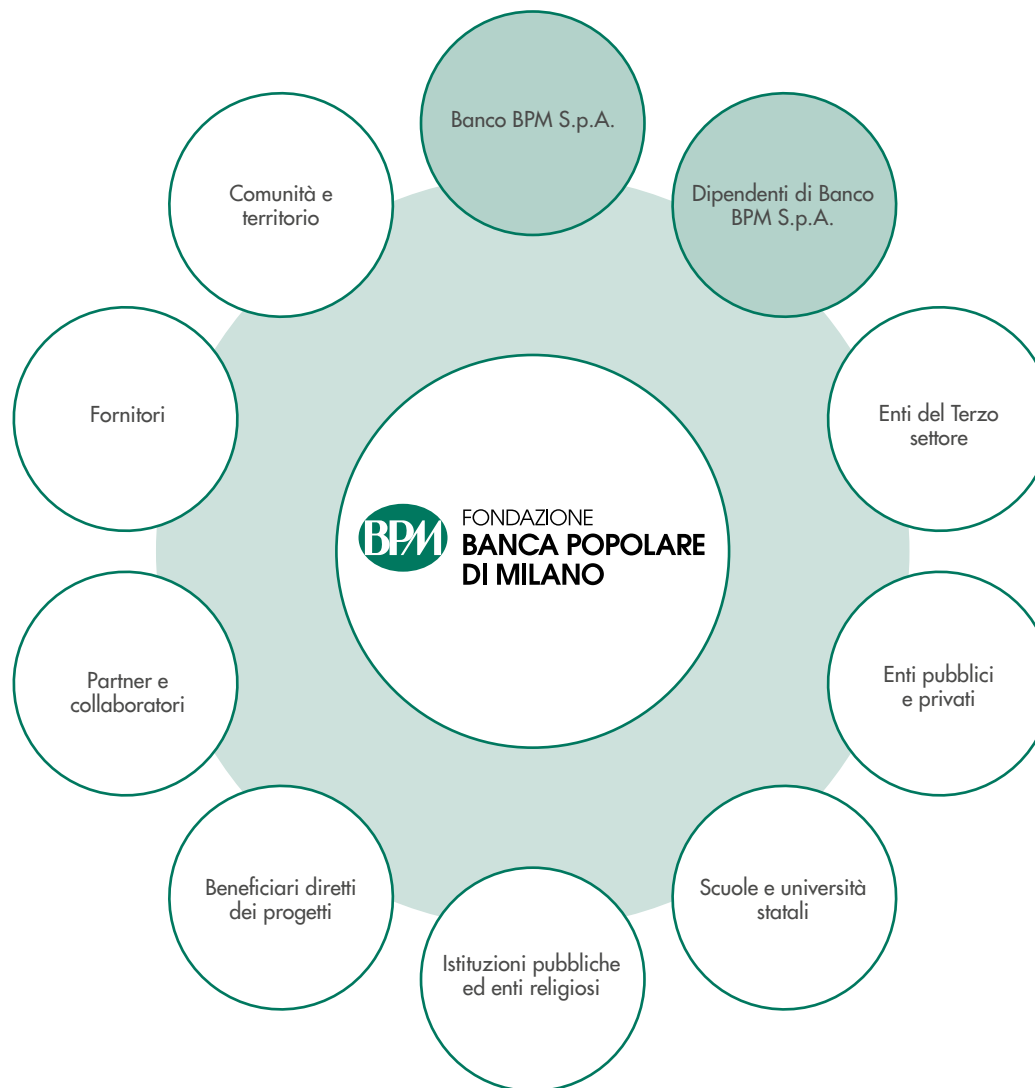 Banco BPM S.p.A.
Dipendenti di Banco
BPM S.p.A.
Enti del Terzo
settore
Enti pubblici
e privati
Scuole e università
statali
Istituzioni pubbliche
ed enti religiosi
Beneficiari diretti
dei progetti
Partner e
collaboratori
Fornitori
Comunità e
territorio
BPM
FONDAZIONE
BANCA POPOLARE
DI MILANO